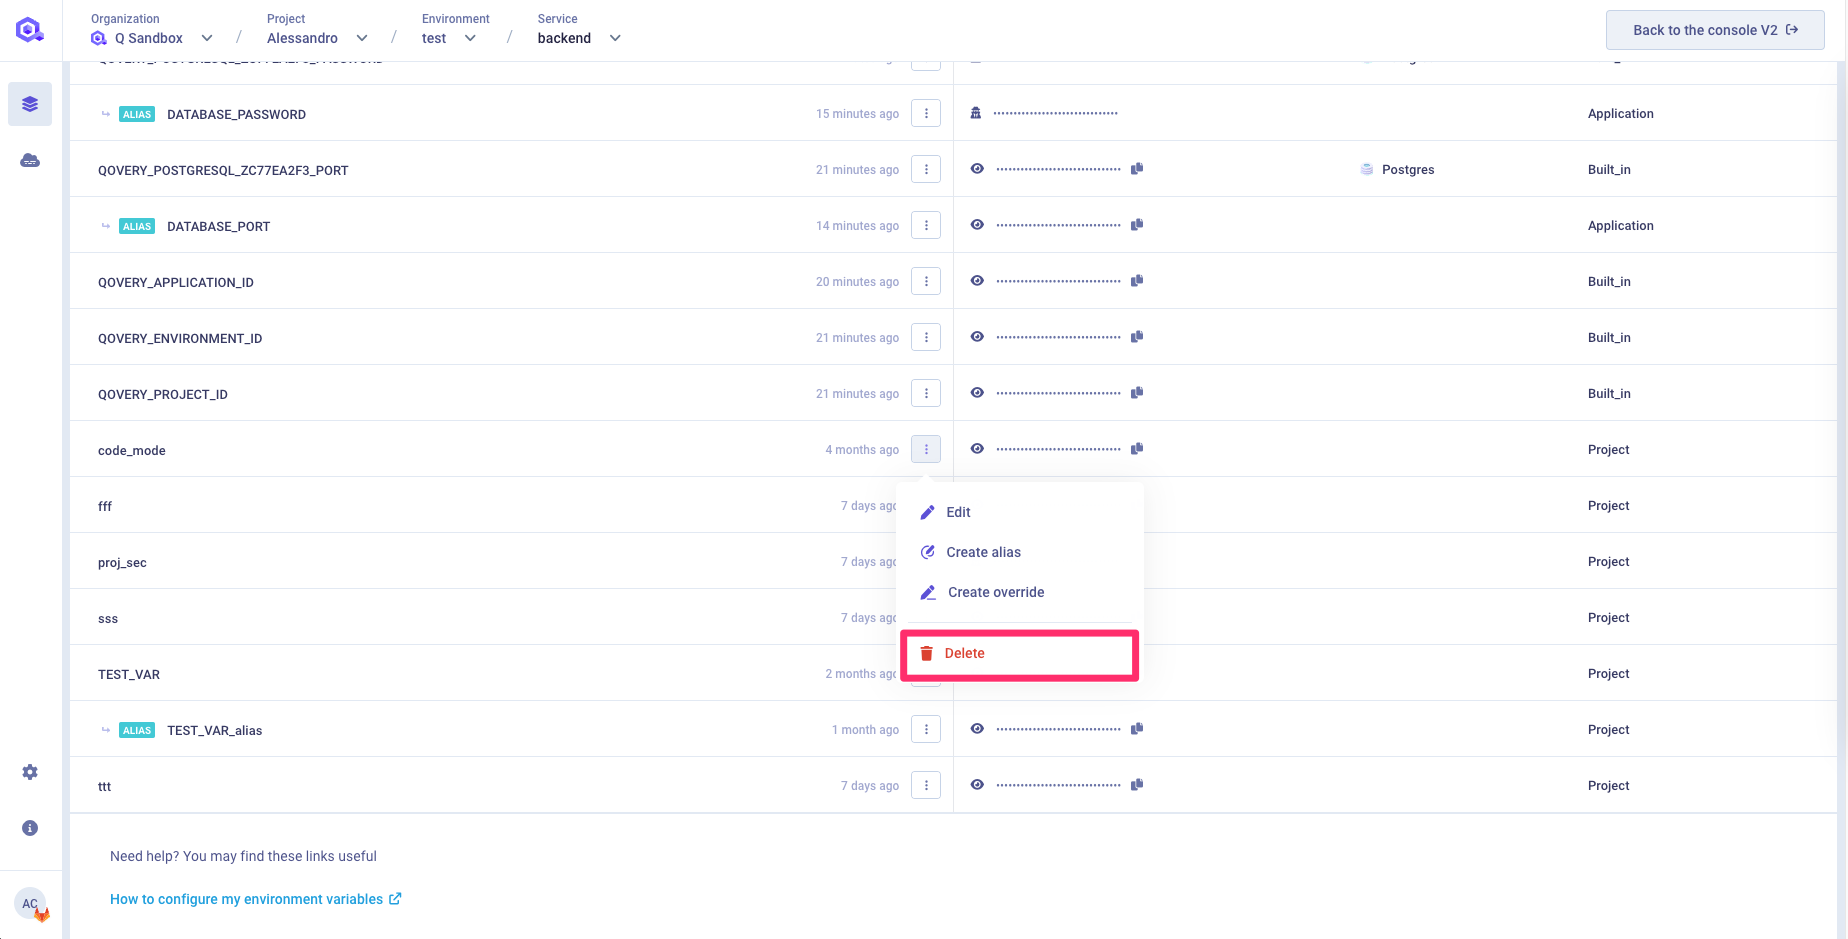 Organization
Q Sandbox
/
Project
Alessandro
/
Environment
test
/
Service
backend
Back to the console V2
ALIAS DATABASE_PASSWORD 15 minutes ago ••••••••••••••••••••••••••••••• Application
QOVERY_POSTGRESQL_ZC77EA2F3_PORT 21 minutes ago ••••••••••••••••••••••••••••••• Postgres Built_in
ALIAS DATABASE_PORT 14 minutes ago ••••••••••••••••••••••••••••••• Application
QOVERY_APPLICATION_ID 20 minutes ago ••••••••••••••••••••••••••••••• Built_in
QOVERY_ENVIRONMENT_ID 21 minutes ago ••••••••••••••••••••••••••••••• Built_in
QOVERY_PROJECT_ID 21 minutes ago ••••••••••••••••••••••••••••••• Built_in
code_mode 4 months ago ••••••••••••••••••••••••••••••• Project
fff 7 days ago Project
proj_sec 7 days ago Project
sss 7 days ago Project
TEST_VAR 2 months ago Project
ALIAS TEST_VAR_alias 1 month ago ••••••••••••••••••••••••••••••• Project
ttt 7 days ago ••••••••••••••••••••••••••••••• Project
Edit
Create alias
Create override
Delete
Need help? You may find these links useful
How to configure my environment variables
AC